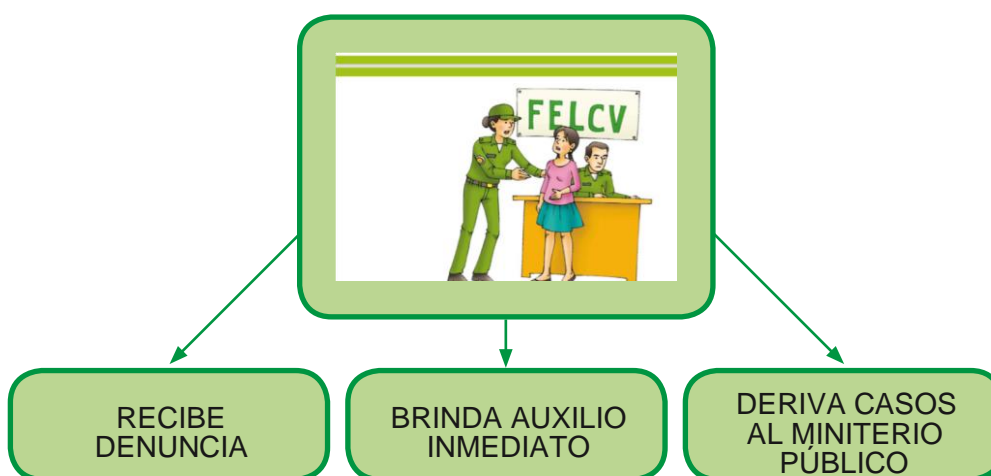 FELCV
RECIBE
DENUNCIA
BRINDA AUXILIO
INMEDIATO
DERIVA CASOS
AL MINITERIO
PÚBLICO